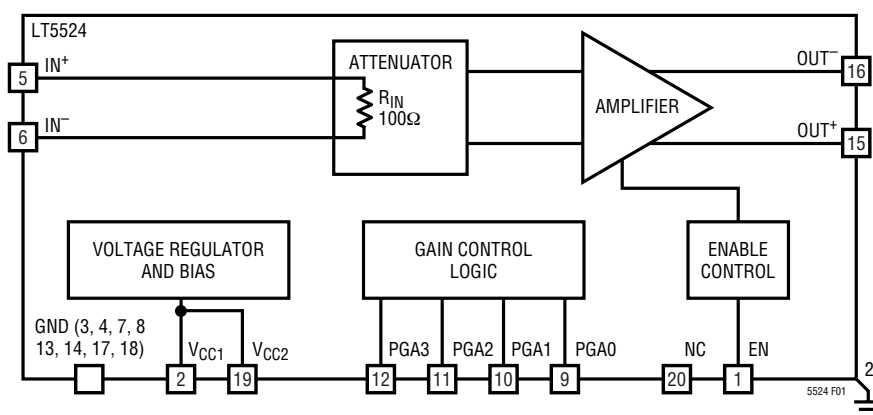 LT5524
5
IN+
6
IN–
ATTENUATOR
RIN
100Ω
AMPLIFIER
OUT–
16
OUT+
15
VOLTAGE REGULATOR
AND BIAS
GAIN CONTROL
LOGIC
ENABLE
CONTROL
GND (3, 4, 7, 8
13, 14, 17, 18)
VCC1
VCC2
PGA3
PGA2
PGA1
PGA0
NC
EN
2
19
12
11
10
9
20
1
2
5524 F01